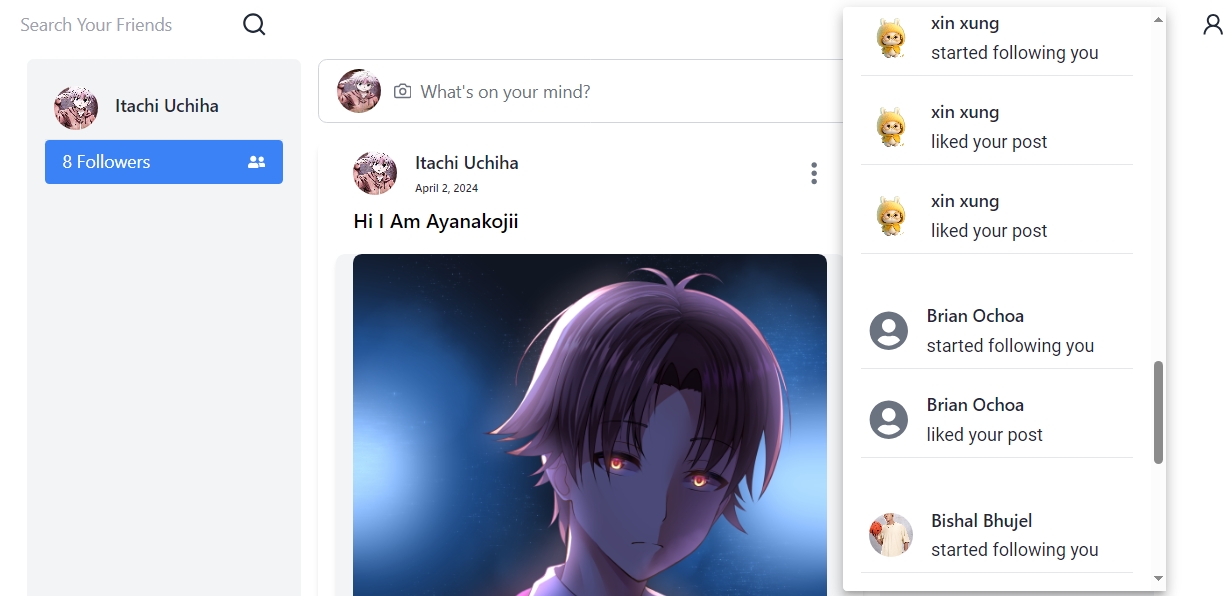 Search Your Friends
Itachi Uchiha
8 Followers
What's on your mind?
Itachi Uchiha
April 2, 2024
Hi I Am Ayanakojii
xin xung
started following you
xin xung
liked your post
xin xung
liked your post
Brian Ochoa
started following you
Brian Ochoa
liked your post
Bishal Bhujel
started following you